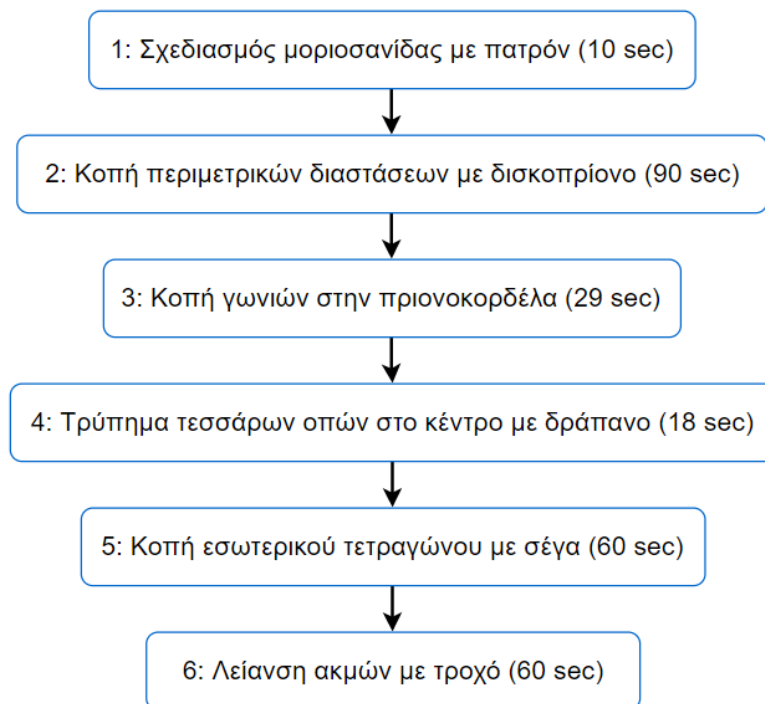 1: Σχεδιασμός μοριοσανίδας με πατρόν (10 sec)
2: Κοπή περιμετρικών διαστάσεων με δισκοπρίονο (90 sec)
3: Κοπή γωνιών στην πριονοκορδέλα (29 sec)
4: Τρύπημα τεσσάρων οπών στο κέντρο με δράπανο (18 sec)
5: Κοπή εσωτερικού τετραγώνου με σέγα (60 sec)
6: Λείανση ακμών με τροχό (60 sec)